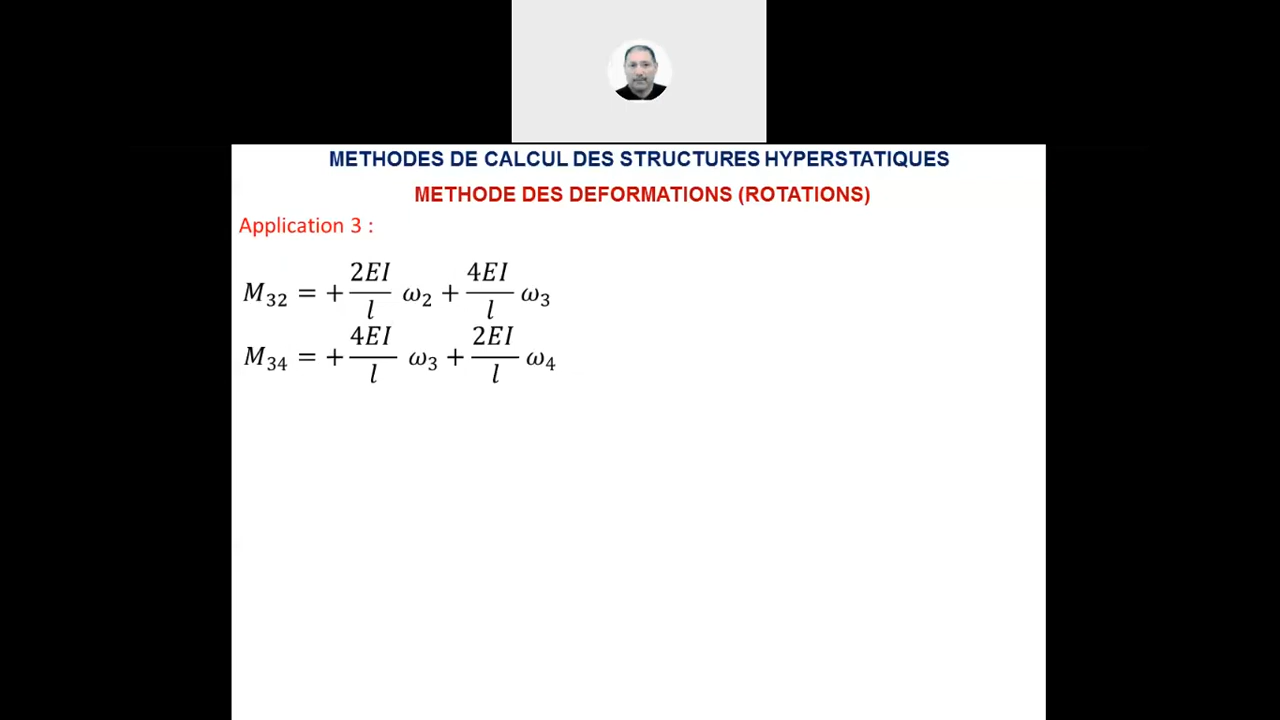 METHODES DE CALCUL DES STRUCTURES HYPERSTATIQUES
METHODE DES DEFORMATIONS (ROTATIONS)
Application 3 :
M₃₂ = + 2EI/l ω₂ + 4EI/l ω₃
M₃₄ = + 4EI/l ω₃ + 2EI/l ω₄